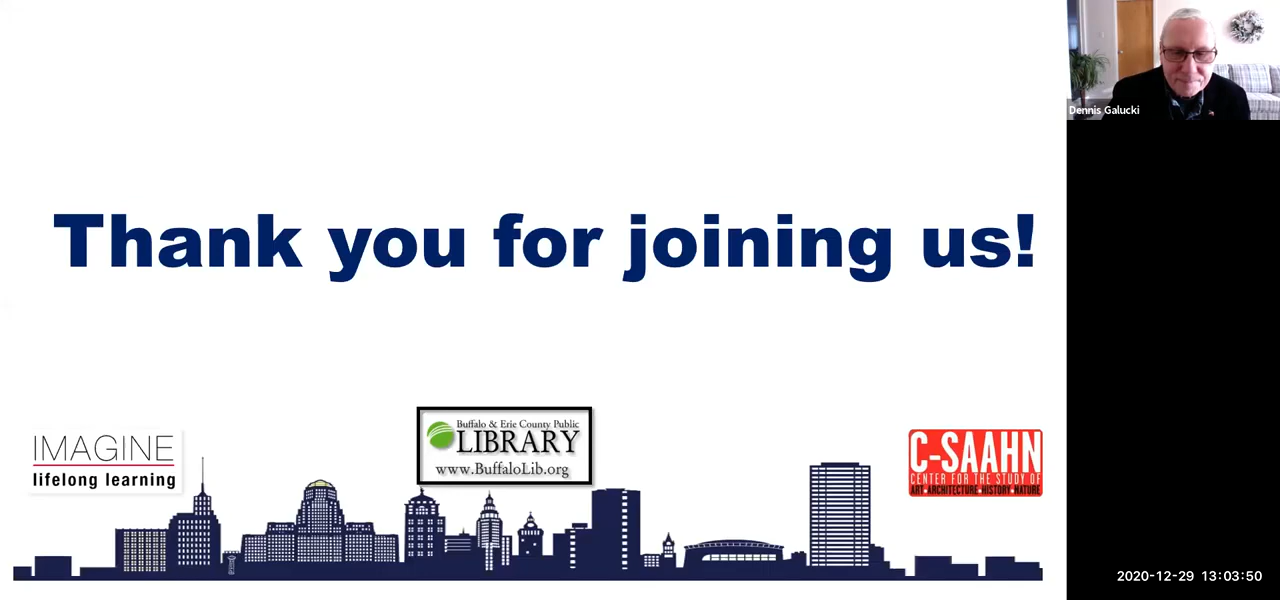 Dennis Galucki
Thank you for joining us!
IMAGINE
lifelong learning
Buffalo & Erie County Public
LIBRARY
www.BuffaloLib.org
C-SAAHN
CENTER FOR THE STUDY OF
ART•ARCHITECTURE•HISTORY•NATURE
2020-12-29 13:03:50